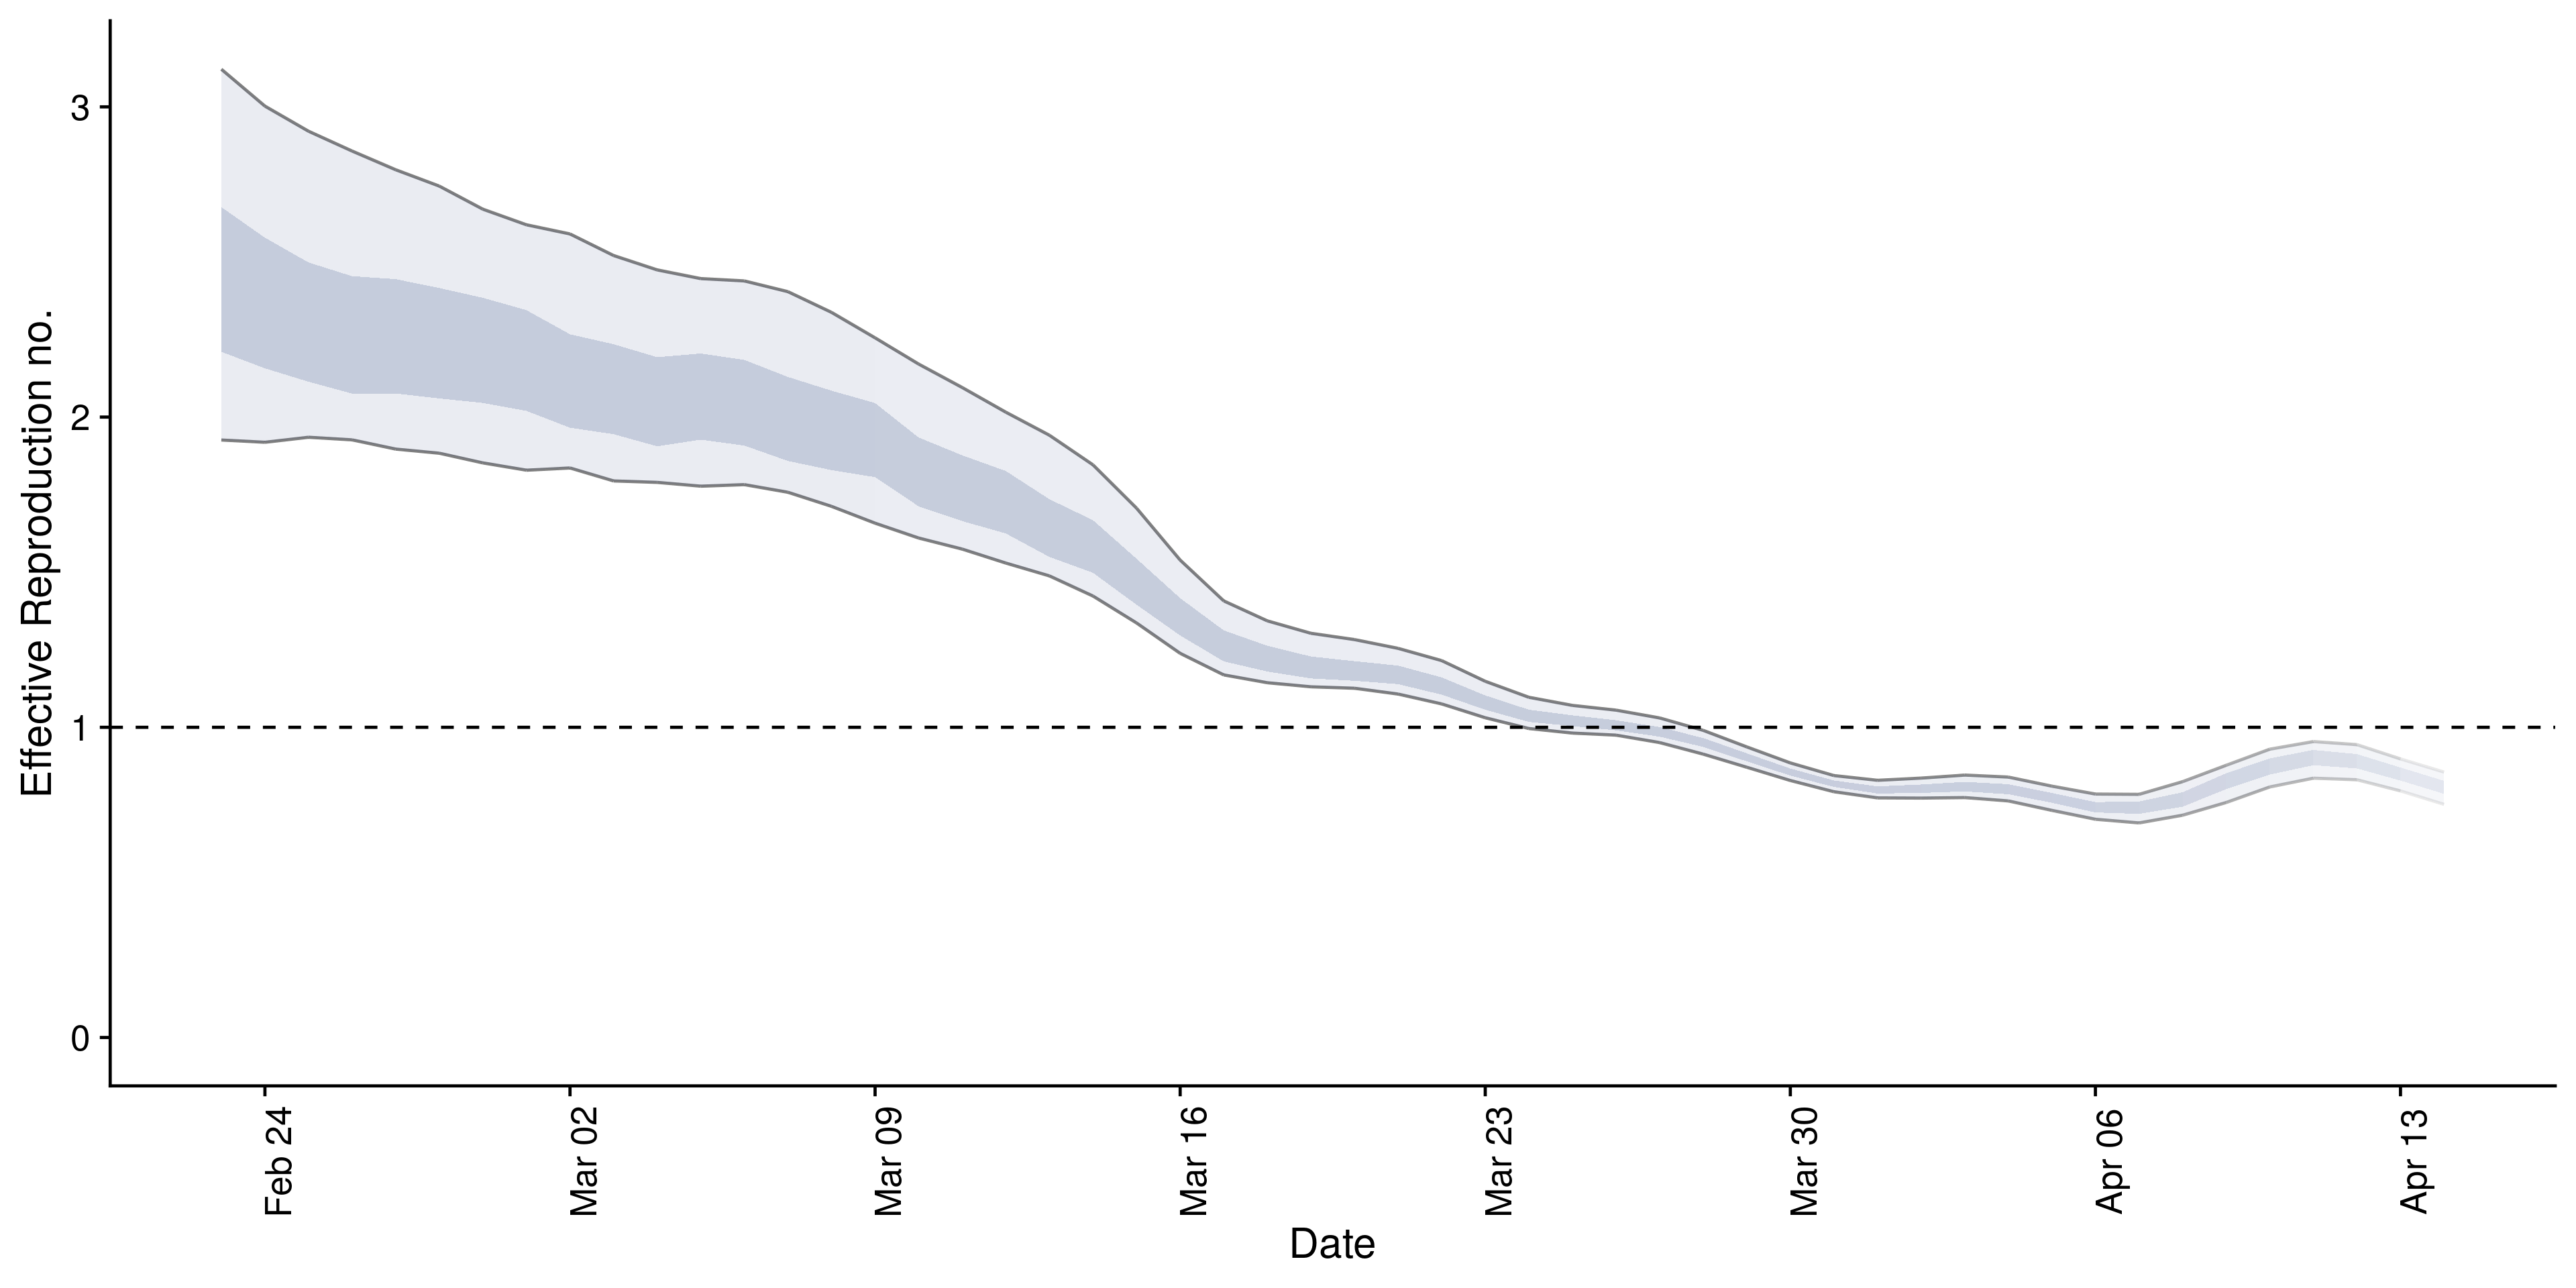 Effective Reproduction no.
3
2
1
0
Feb 24
Mar 02
Mar 09
Mar 16
Mar 23
Mar 30
Apr 06
Apr 13
Date